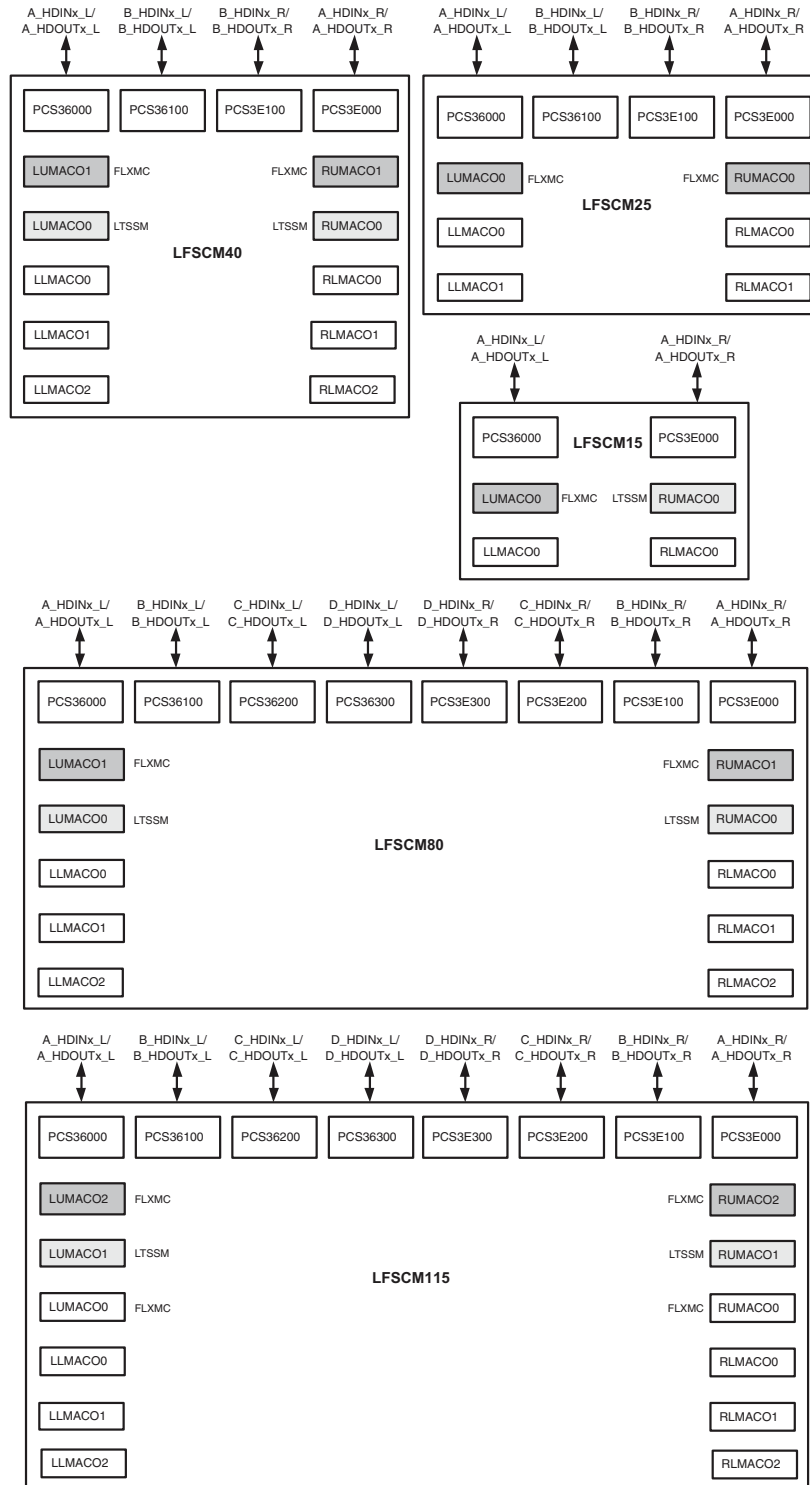 A_HDINx_L/ B_HDINx_L/ B_HDINx_R/ A_HDINx_R/
A_HDOUTx_L B_HDOUTx_L B_HDOUTx_R A_HDOUTx_R
PCS36000 PCS36100 PCS3E100 PCS3E000
LUMACO1 FLXMC FLXMC RUMACO1
LUMACO0 LTSSM LTSSM RUMACO0
LFSCM40
LLMACO0 RLMACO0
LLMACO1 RLMACO1
LLMACO2 RLMACO2
A_HDINx_L/ B_HDINx_L/ B_HDINx_R/ A_HDINx_R/
A_HDOUTx_L B_HDOUTx_L B_HDOUTx_R A_HDOUTx_R
PCS36000 PCS36100 PCS3E100 PCS3E000
LUMACO0 FLXMC FLXMC RUMACO0
LFSCM25
LLMACO0 RLMACO0
LLMACO1 RLMACO1
A_HDINx_L/ A_HDINx_R/
A_HDOUTx_L A_HDOUTx_R
PCS36000 LFSCM15 PCS3E000
LUMACO0 FLXMC LTSSM RUMACO0
LLMACO0 RLMACO0
A_HDINx_L/ B_HDINx_L/ C_HDINx_L/ D_HDINx_L/ D_HDINx_R/ C_HDINx_R/ B_HDINx_R/ A_HDINx_R/
A_HDOUTx_L B_HDOUTx_L C_HDOUTx_L D_HDOUTx_L D_HDOUTx_R C_HDOUTx_R B_HDOUTx_R A_HDOUTx_R
PCS36000 PCS36100 PCS36200 PCS36300 PCS3E300 PCS3E200 PCS3E100 PCS3E000
LUMACO1 FLXMC FLXMC RUMACO1
LUMACO0 LTSSM LTSSM RUMACO0
LFSCM80
LLMACO0 RLMACO0
LLMACO1 RLMACO1
LLMACO2 RLMACO2
A_HDINx_L/ B_HDINx_L/ C_HDINx_L/ D_HDINx_L/ D_HDINx_R/ C_HDINx_R/ B_HDINx_R/ A_HDINx_R/
A_HDOUTx_L B_HDOUTx_L C_HDOUTx_L D_HDOUTx_L D_HDOUTx_R C_HDOUTx_R B_HDOUTx_R A_HDOUTx_R
PCS36000 PCS36100 PCS36200 PCS36300 PCS3E300 PCS3E200 PCS3E100 PCS3E000
LUMACO2 FLXMC FLXMC RUMACO2
LUMACO1 LTSSM LTSSM RUMACO1
LFSCM115
LUMACO0 FLXMC FLXMC RUMACO0
LLMACO0 RLMACO0
LLMACO1 RLMACO1
LLMACO2 RLMACO2